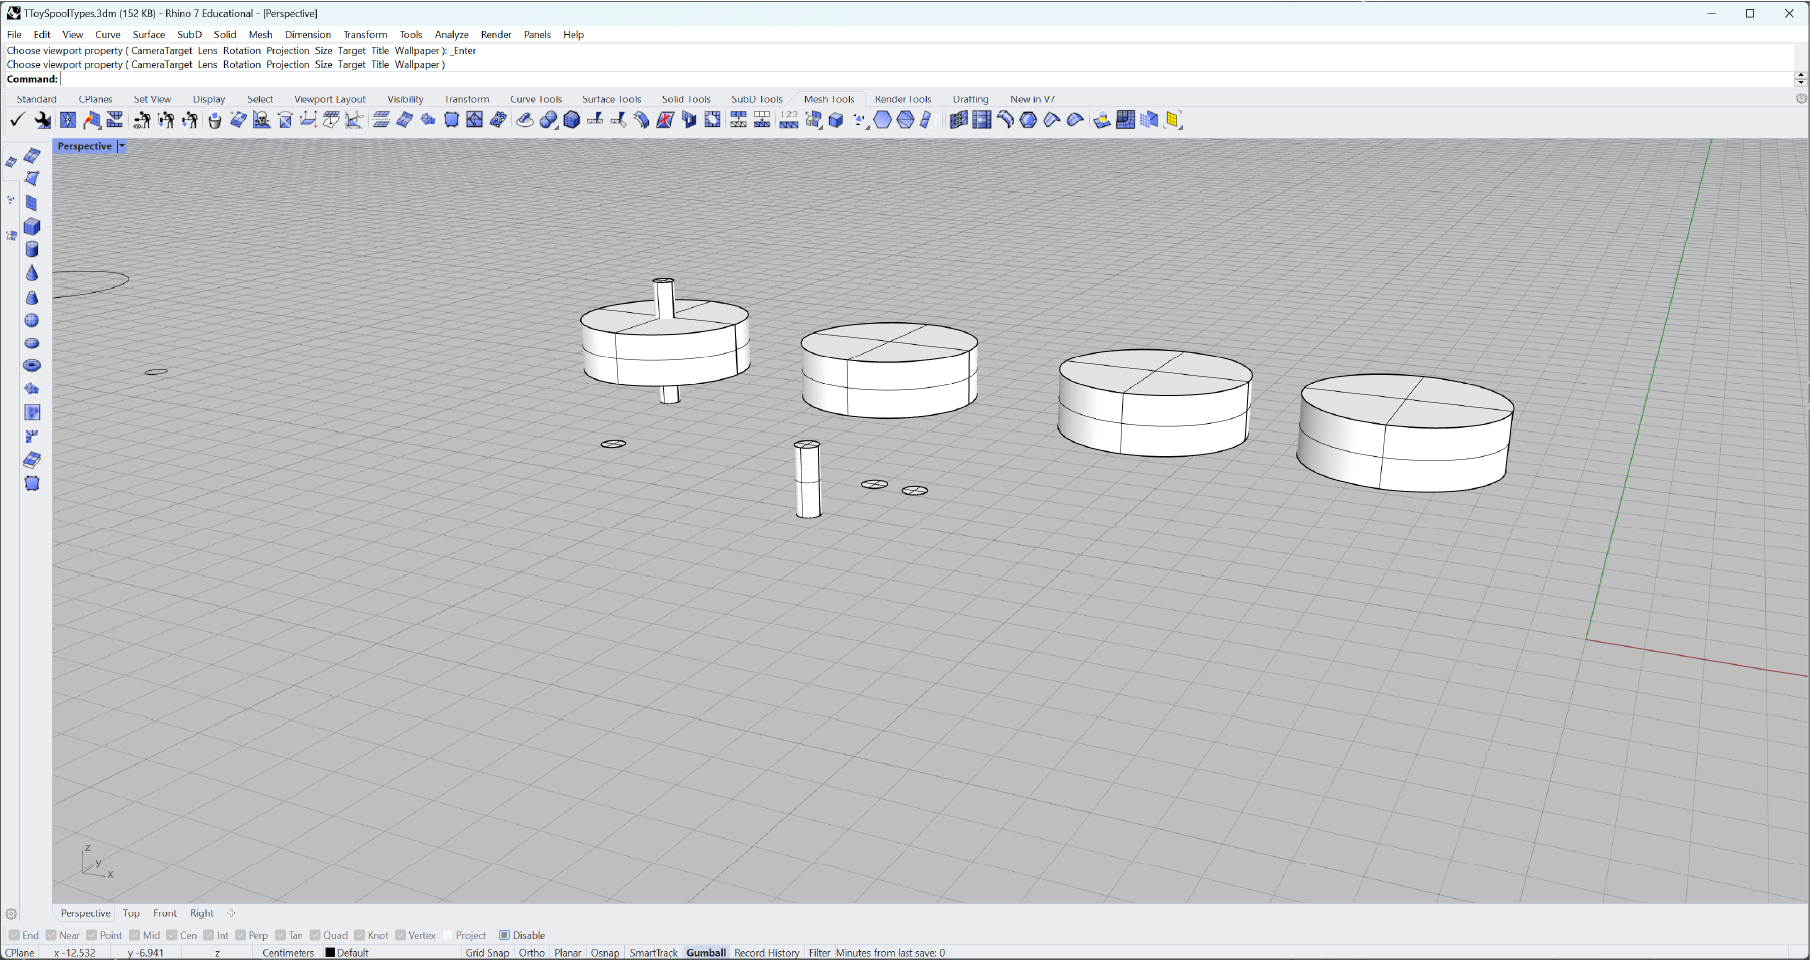 TToySpoolTypes.3dm (152 KB) - Rhino 7 Educational - [Perspective]
File Edit View Curve Surface SubD Solid Mesh Dimension Transform Tools Analyze Render Panels Help
Choose viewport property ( CameraTarget Lens Rotation Projection Size Target Title Wallpaper ): _Enter
Choose viewport property ( CameraTarget Lens Rotation Projection Size Target Title Wallpaper )
Command:
Standard CPlanes Set View Display Select Viewport Layout Visibility Transform Curve Tools Surface Tools Solid Tools SubD Tools Mesh Tools Render Tools Drafting New in V7
123
Perspective
z
y
x
Perspective Top Front Right
End Near Point Mid Cen Int Perp Tan Quad Knot Vertex Project Disable
CPlane x -12.532 y -6.941 z Centimeters Default Grid Snap Ortho Planar Osnap SmartTrack Gumball Record History Filter Minutes from last save: 0